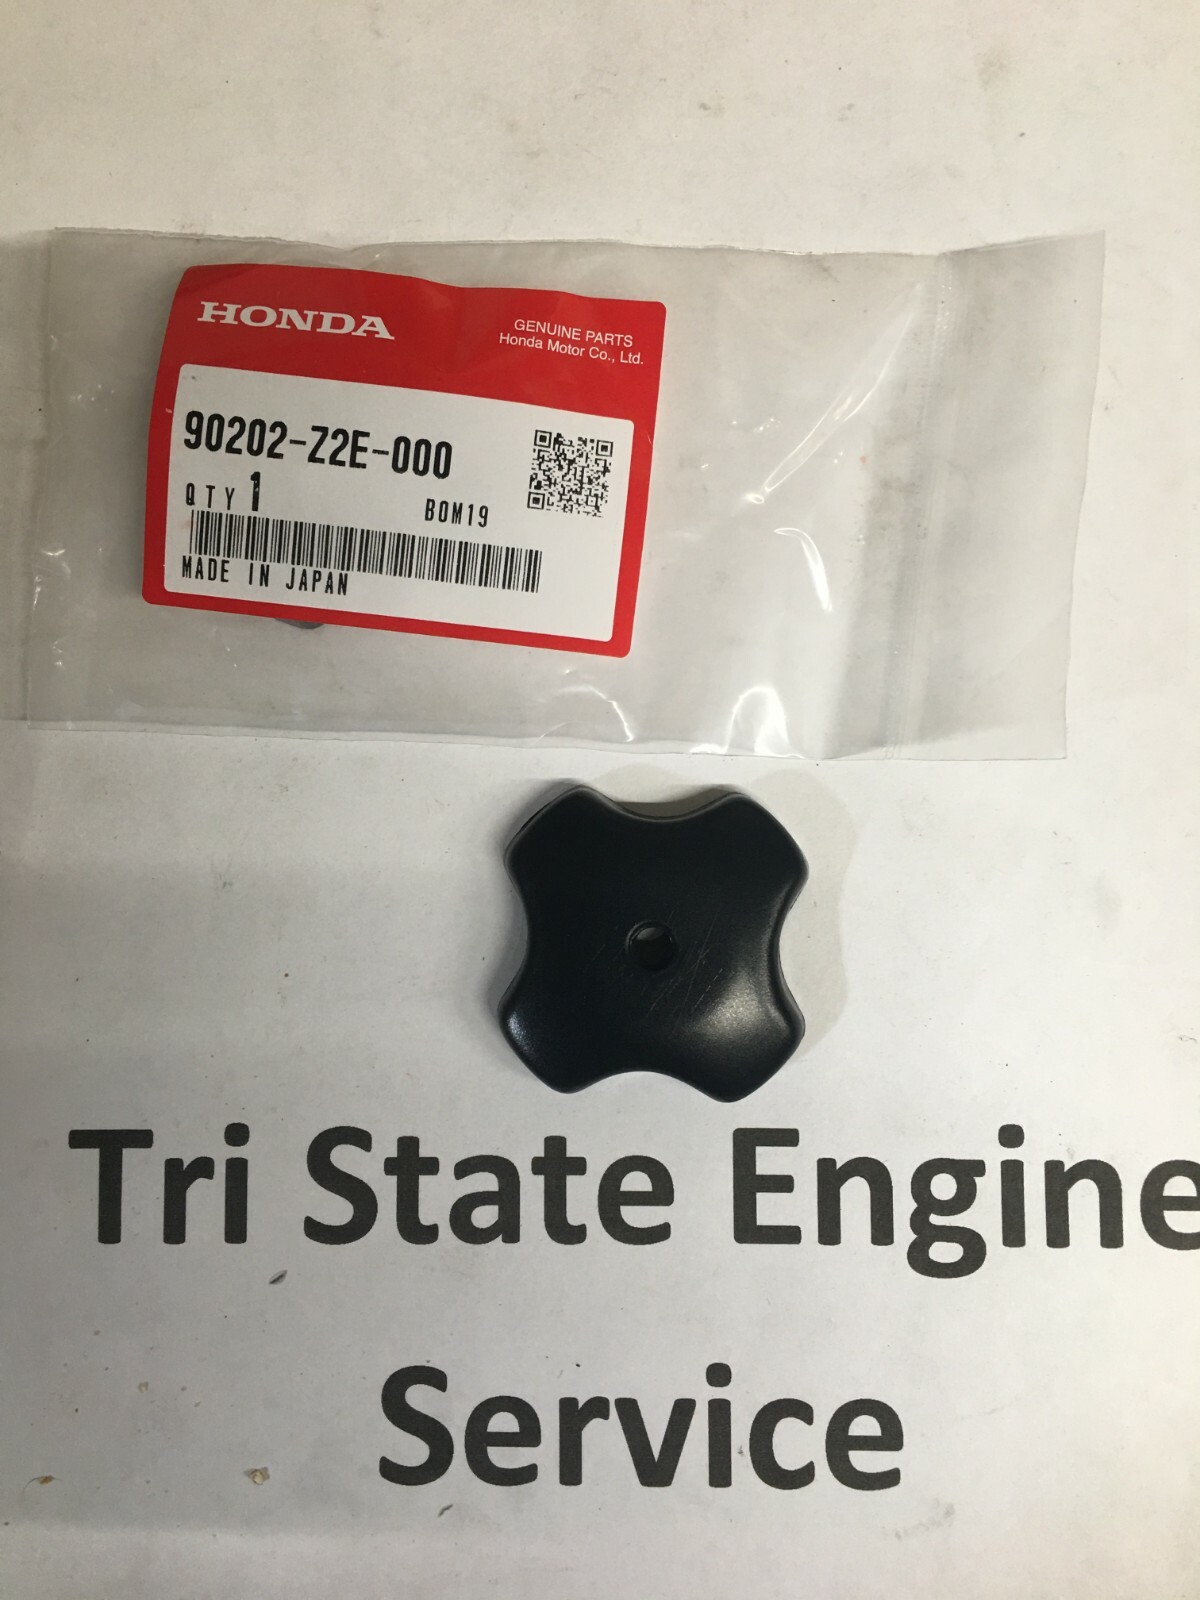 HONDA
GENUINE PARTS
Honda Motor Co., Ltd.
90202-Z2E-000
QTY 1
BOM19
MADE IN JAPAN
Tri State Engine
Service